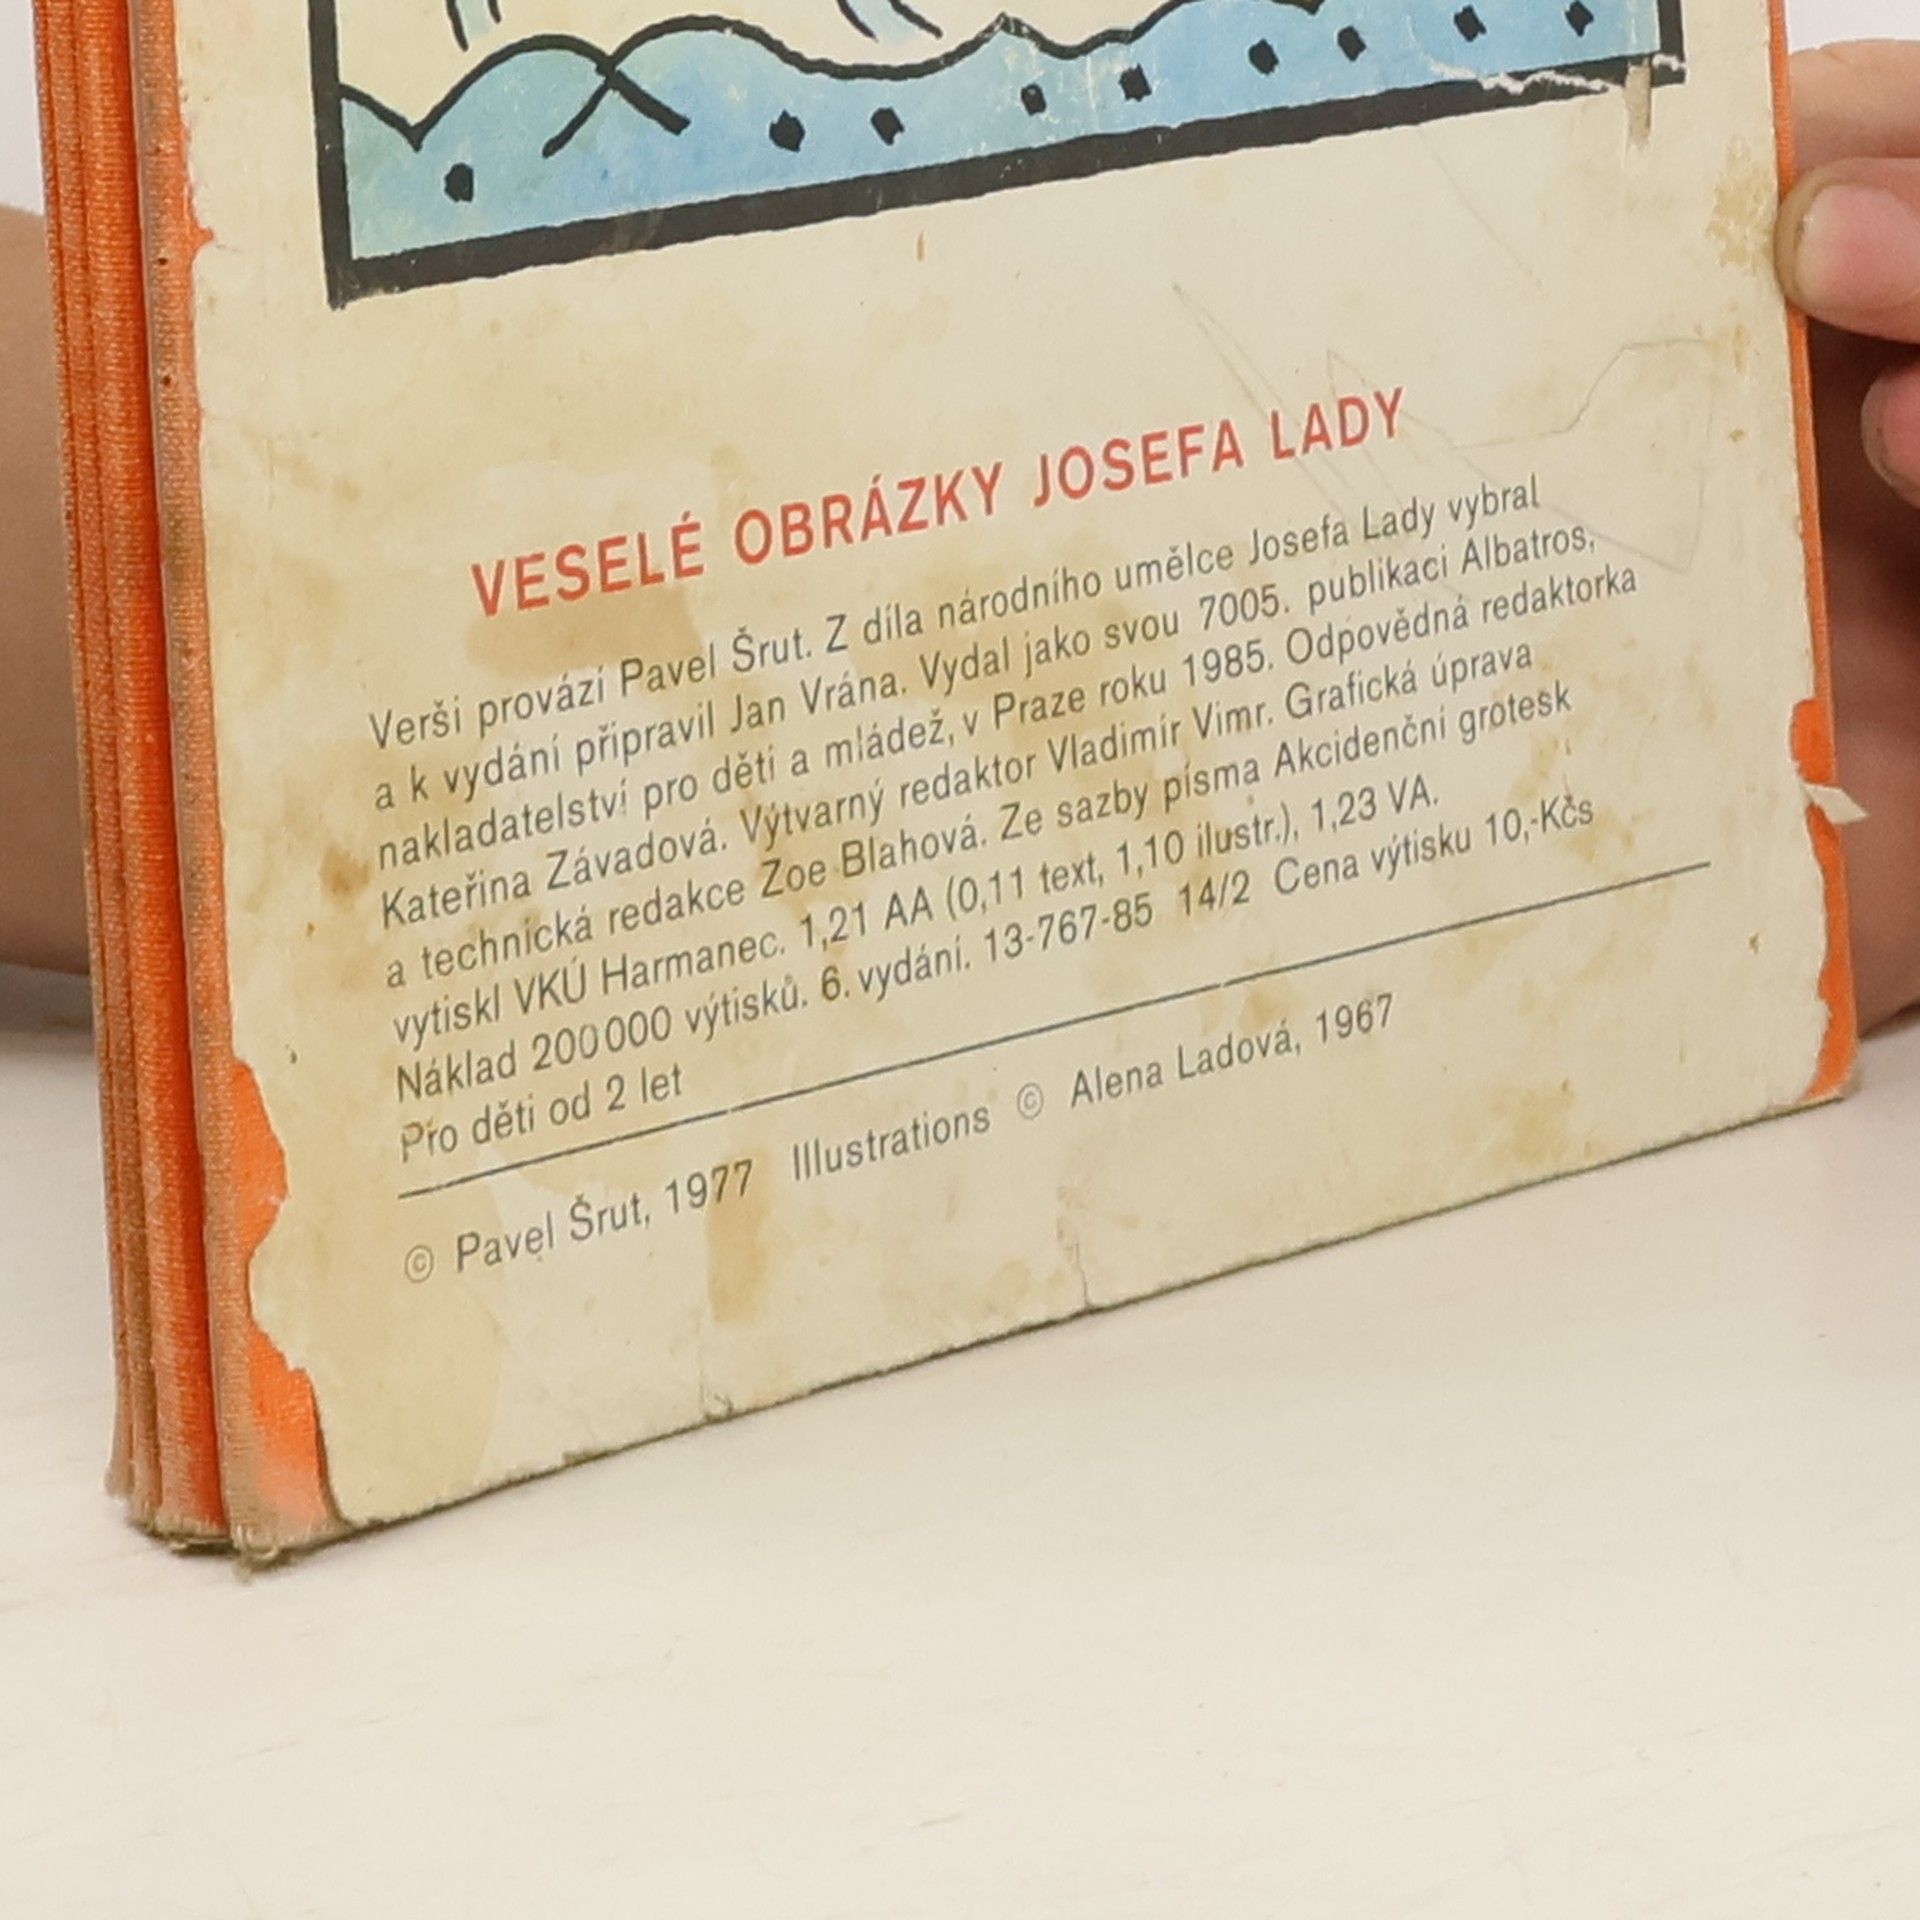 VESELÉ OBRÁZKY JOSEFA LADY
Verši provází Pavel Šrut. Z díla národního umělce Josefa Lady vybral
a k vydání připravil Jan Vrána. Vydal jako svou 7005. publikaci Albatros,
nakladatelství pro děti a mládež, v Praze roku 1985. Odpovědná redaktorka
Kateřina Závadová. Výtvarný redaktor Vladimír Vimr. Grafická úprava
a technická redakce Zoe Blahová. Ze sazby písma Akcidenční grotesk
vytiskl VKÚ Harmanec. 1,21 AA (0,11 text, 1,10 ilustr.), 1,23 VA.
Náklad 200000 výtisků. 6. vydání. 13-767-85 14/2 Cena výtisku 10,-Kčs
Pro děti od 2 let
© Pavel Šrut, 1977 Illustrations © Alena Ladová, 1967